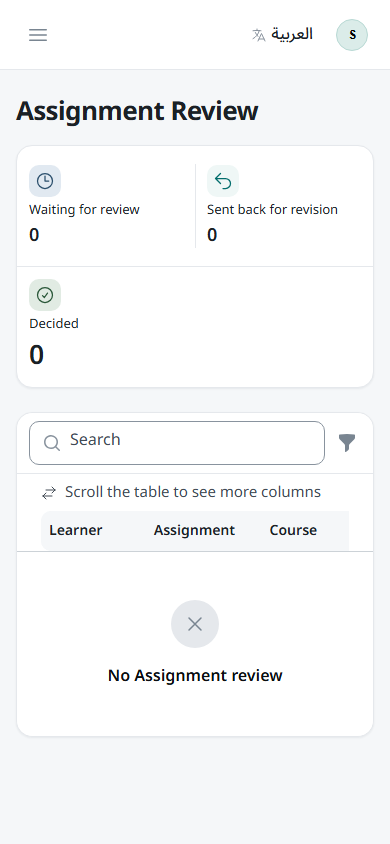 العربية
S
Assignment Review
Waiting for review
0
Sent back for revision
0
Decided
0
Search
Scroll the table to see more columns
Learner Assignment Course
No Assignment review